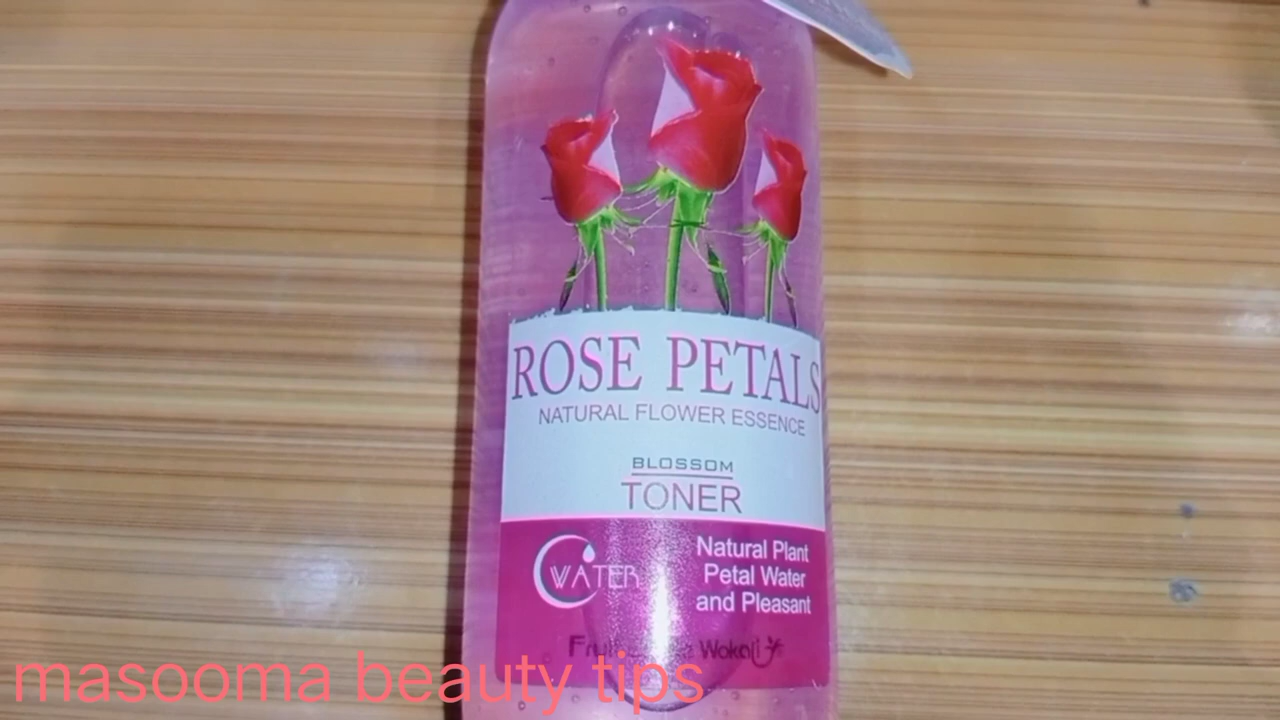 ROSE PETALS
NATURAL FLOWER ESSENCE
BLOSSOM
TONER
WATER
Natural Plant
Petal Water
and Pleasant
Wokali
masooma beauty tips